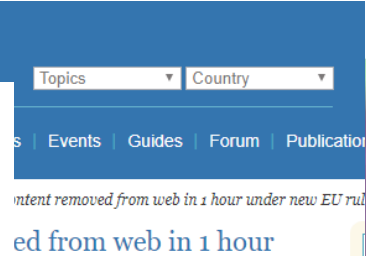 Topics Country
s | Events | Guides | Forum | Publication
ontent removed from web in 1 hour under new EU rul
ed from web in 1 hour